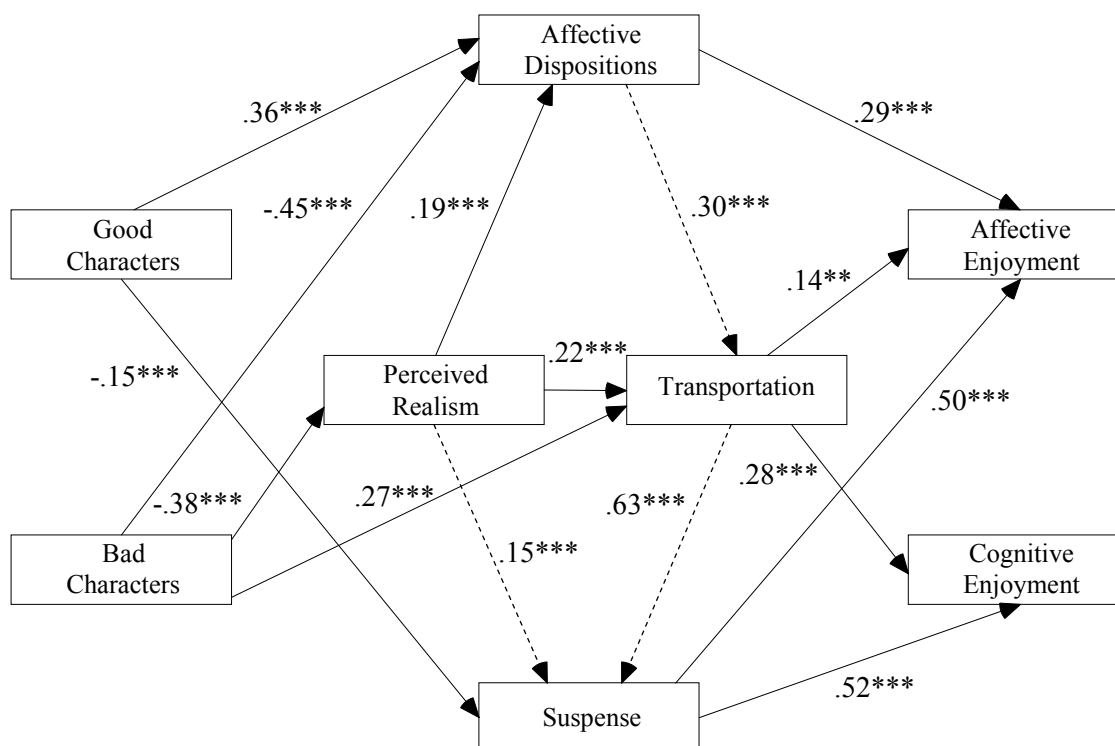 Affective
Dispositions
.36***
.29***
-.45***
.19***
.30***
Good
Characters
Affective
Enjoyment
.14**
-.15***
Perceived
Realism
.22***
Transportation
.50***
-.38***
.27***
.63***
.28***
Bad
Characters
.15***
Cognitive
Enjoyment
Suspense
.52***